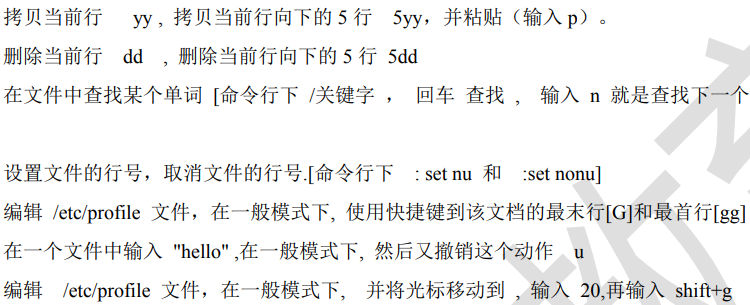 拷贝当前行 yy , 拷贝当前行向下的 5 行 5yy，并粘贴（输入 p）。
删除当前行 dd , 删除当前行向下的 5 行 5dd
在文件中查找某个单词 [命令行下 /关键字 ， 回车 查找 , 输入 n 就是查找下一个
设置文件的行号，取消文件的行号.[命令行下 : set nu 和 :set nonu]
编辑 /etc/profile 文件，在一般模式下, 使用快捷键到该文档的最末行[G]和最首行[gg]
在一个文件中输入 "hello" ,在一般模式下, 然后又撤销这个动作 u
编辑 /etc/profile 文件，在一般模式下, 并将光标移动到 , 输入 20,再输入 shift+g